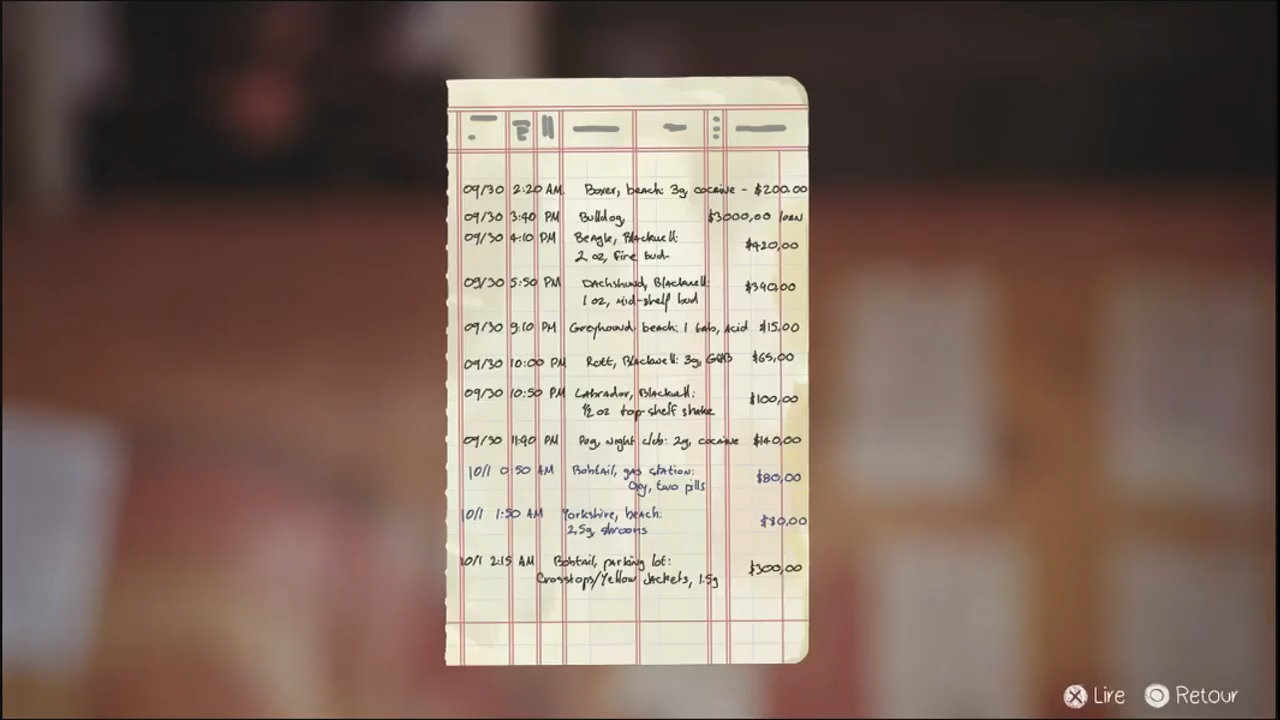 09/30 2:20 AM Boxer, beach: 3g cocaine - $200.00
09/30 3:40 PM Bulldog, $3000,00 loan
09/30 4:10 PM Beagle, Blackwell: $420,00
2 oz, fire bud
09/30 5:50 PM Dachshund, Blackwell: $340,00
1 oz, mid-shelf bud
09/30 9:10 PM Greyhound beach: 1 tab, acid $15.00
09/30 10:00 PM Rott, Blackwell: 3g, GHB $65,00
09/30 10:50 PM Labrador, Blackwell: $100,00
1/2 oz top-shelf shake
09/30 11:40 PM Pug, night club: 2g, cocaine $140,00
10/1 0:50 AM Bobtail, gas station: $80,00
Oxy, two pills
10/1 1:50 AM Yorkshire, beach:
2,5g, shrooms
10/1 2:15 AM Bobtail, parking lot: $300,00
Crosstops/Yellow Jackets, 1.5g
Lire Retour